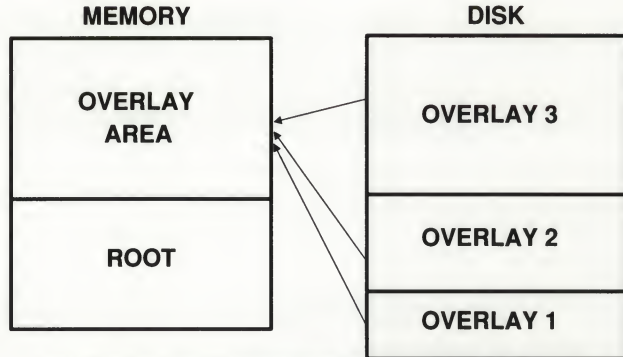 MEMORY
OVERLAY
AREA
ROOT
DISK
OVERLAY 3
OVERLAY 2
OVERLAY 1